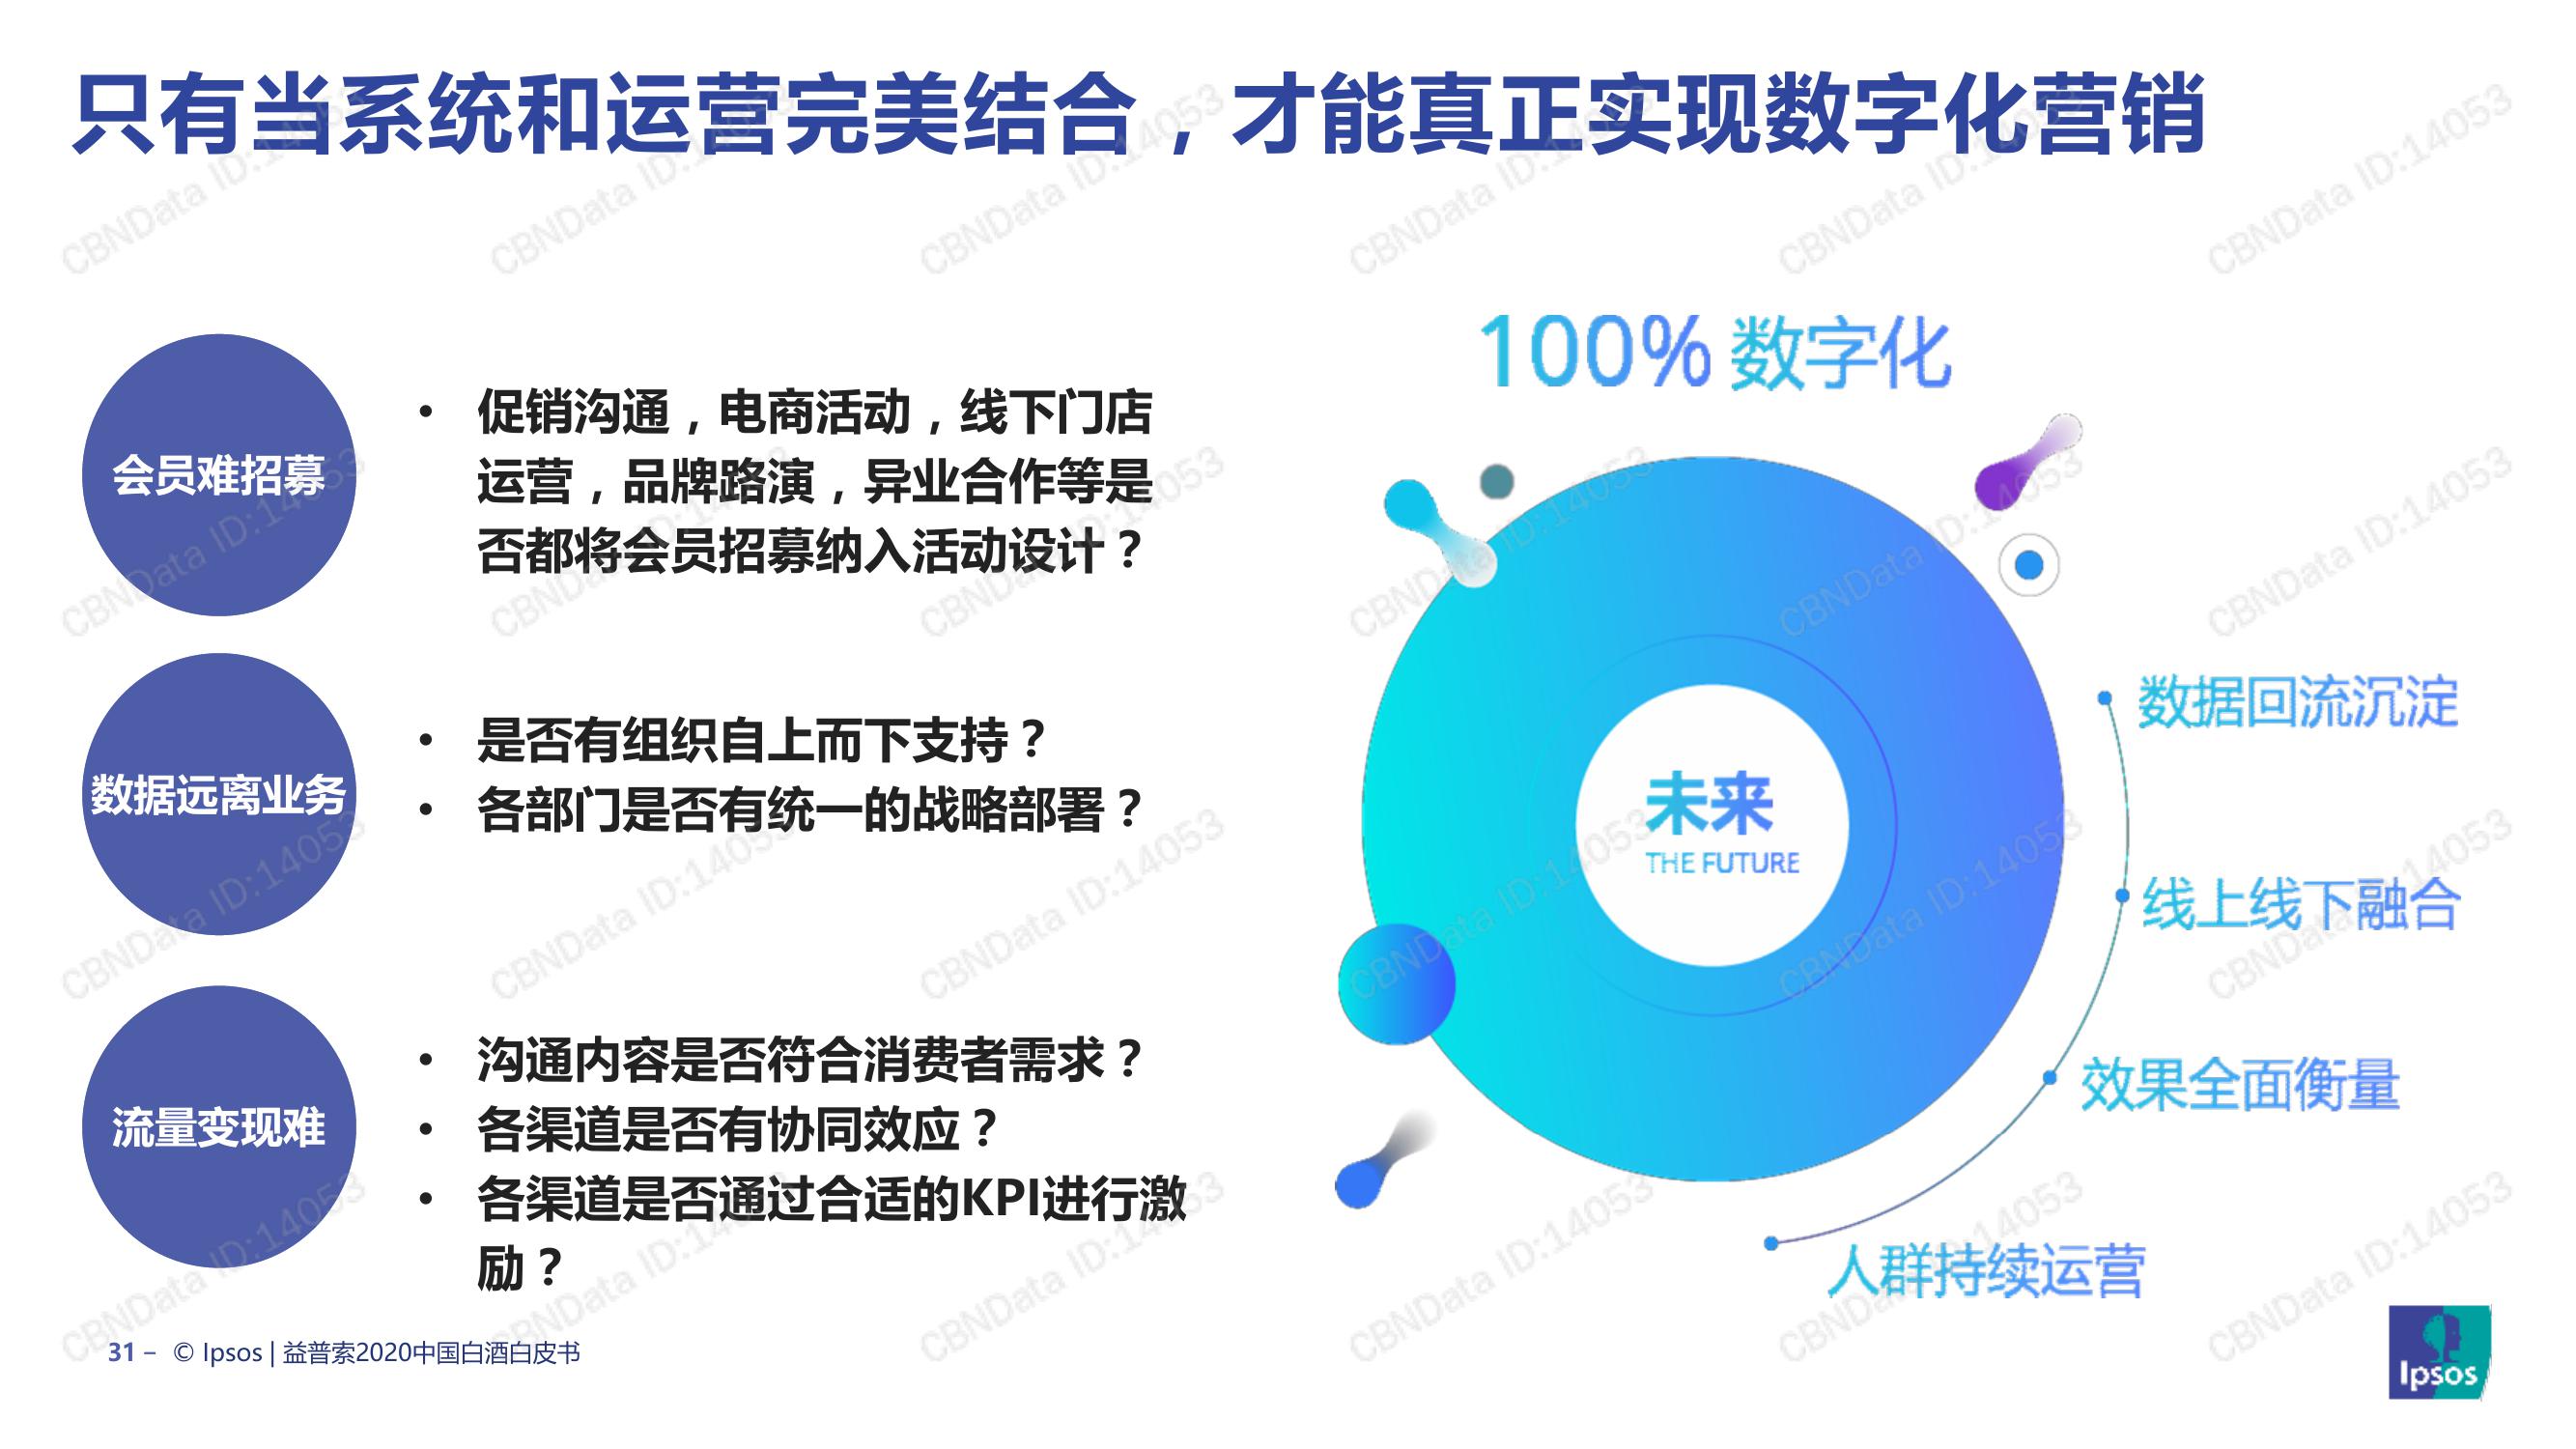 只有当系统和运营完美结合，才能真正实现数字化营销
会员难招募
• 促销沟通，电商活动，线下门店
运营，品牌路演，异业合作等是
否都将会员招募纳入活动设计？
数据远离业务
• 是否有组织自上而下支持？
• 各部门是否有统一的战略部署？
流量变现难
• 沟通内容是否符合消费者需求？
• 各渠道是否有协同效应？
• 各渠道是否通过合适的KPI进行激
励？
100% 数字化
未来
THE FUTURE
数据回流沉淀
线上线下融合
效果全面衡量
人群持续运营
31 – © Ipsos | 益普索2020中国白酒白皮书
Ipsos
CBNData ID:14053